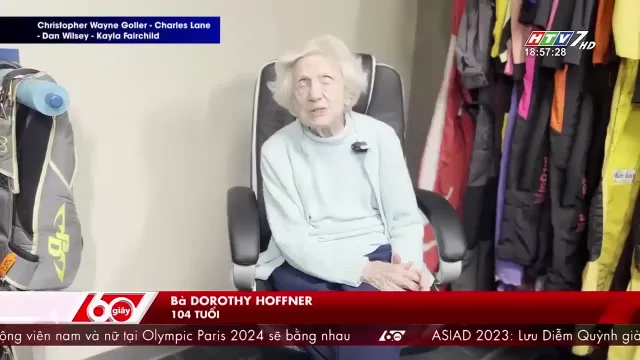 Christopher Wayne Goller - Charles Lane
- Dan Wilsey - Kayla Fairchild
HTV7 HD
18:57:28
60 giây
Bà DOROTHY HOFFNER
104 TUỔI
động viên nam và nữ tại Olympic Paris 2024 sẽ bằng nhau 60 ASIAD 2023: Lưu Diễm Quỳnh già